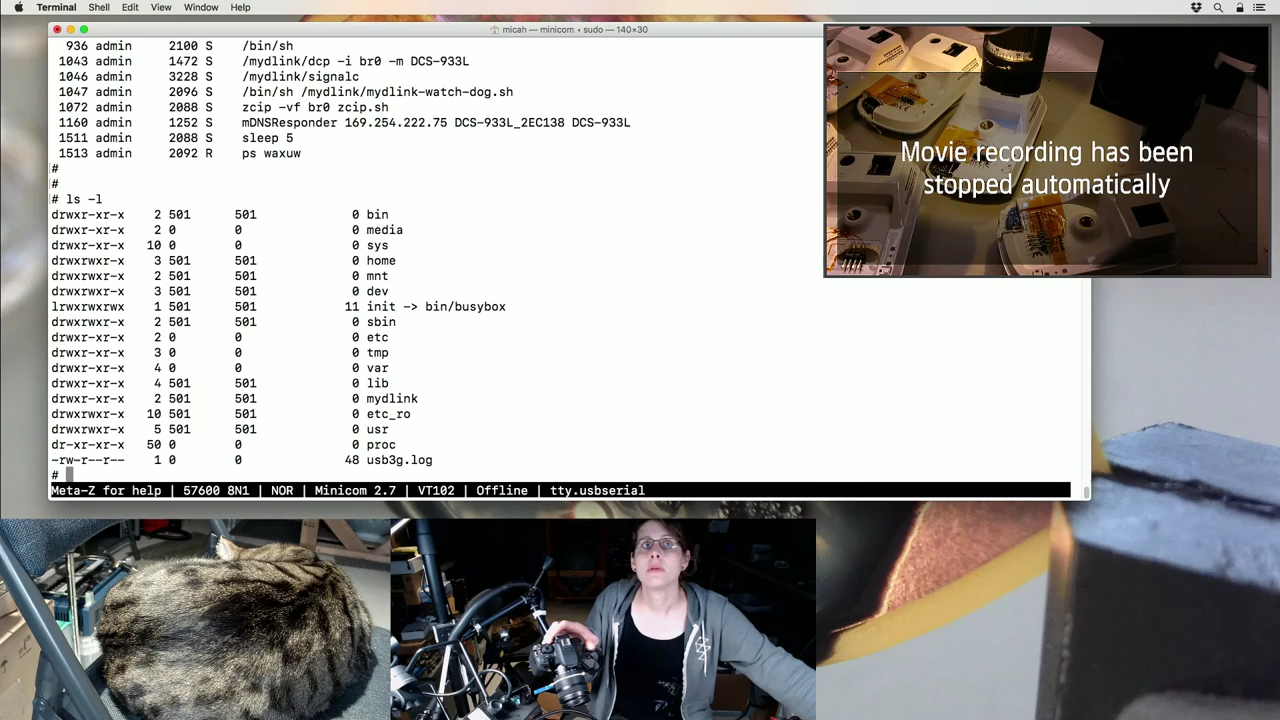 Terminal Shell Edit View Window Help
micah — minicom • sudo — 140×30
936 admin 2100 S /bin/sh
1043 admin 1472 S /mydlink/dcp -i br0 -m DCS-933L
1046 admin 3228 S /mydlink/signalc
1047 admin 2096 S /bin/sh /mydlink/mydlink-watch-dog.sh
1072 admin 2088 S zcip -vf br0 zcip.sh
1160 admin 1252 S mDNSResponder 169.254.222.75 DCS-933L_2EC138 DCS-933L
1511 admin 2088 S sleep 5
1513 admin 2092 R ps waxuw
#
#
# ls -l
drwxr-xr-x 2 501 501 0 bin
drwxr-xr-x 2 0 0 0 media
drwxr-xr-x 10 0 0 0 sys
drwxrwxr-x 3 501 501 0 home
drwxrwxr-x 2 501 501 0 mnt
drwxrwxr-x 3 501 501 0 dev
lrwxrwxrwx 1 501 501 11 init -> bin/busybox
drwxrwxr-x 2 501 501 0 sbin
drwxr-xr-x 2 0 0 0 etc
drwxr-xr-x 3 0 0 0 tmp
drwxr-xr-x 4 0 0 0 var
drwxr-xr-x 4 501 501 0 lib
drwxrwxr-x 2 501 501 0 mydlink
drwxrwxr-x 10 501 501 0 etc_ro
drwxrwxr-x 5 501 501 0 usr
dr-xr-xr-x 50 0 0 0 proc
-rw-r--r-- 1 0 0 48 usb3g.log
#
Meta-Z for help | 57600 8N1 | NOR | Minicom 2.7 | VT102 | Offline | tty.usbserial
Movie recording has been
stopped automatically